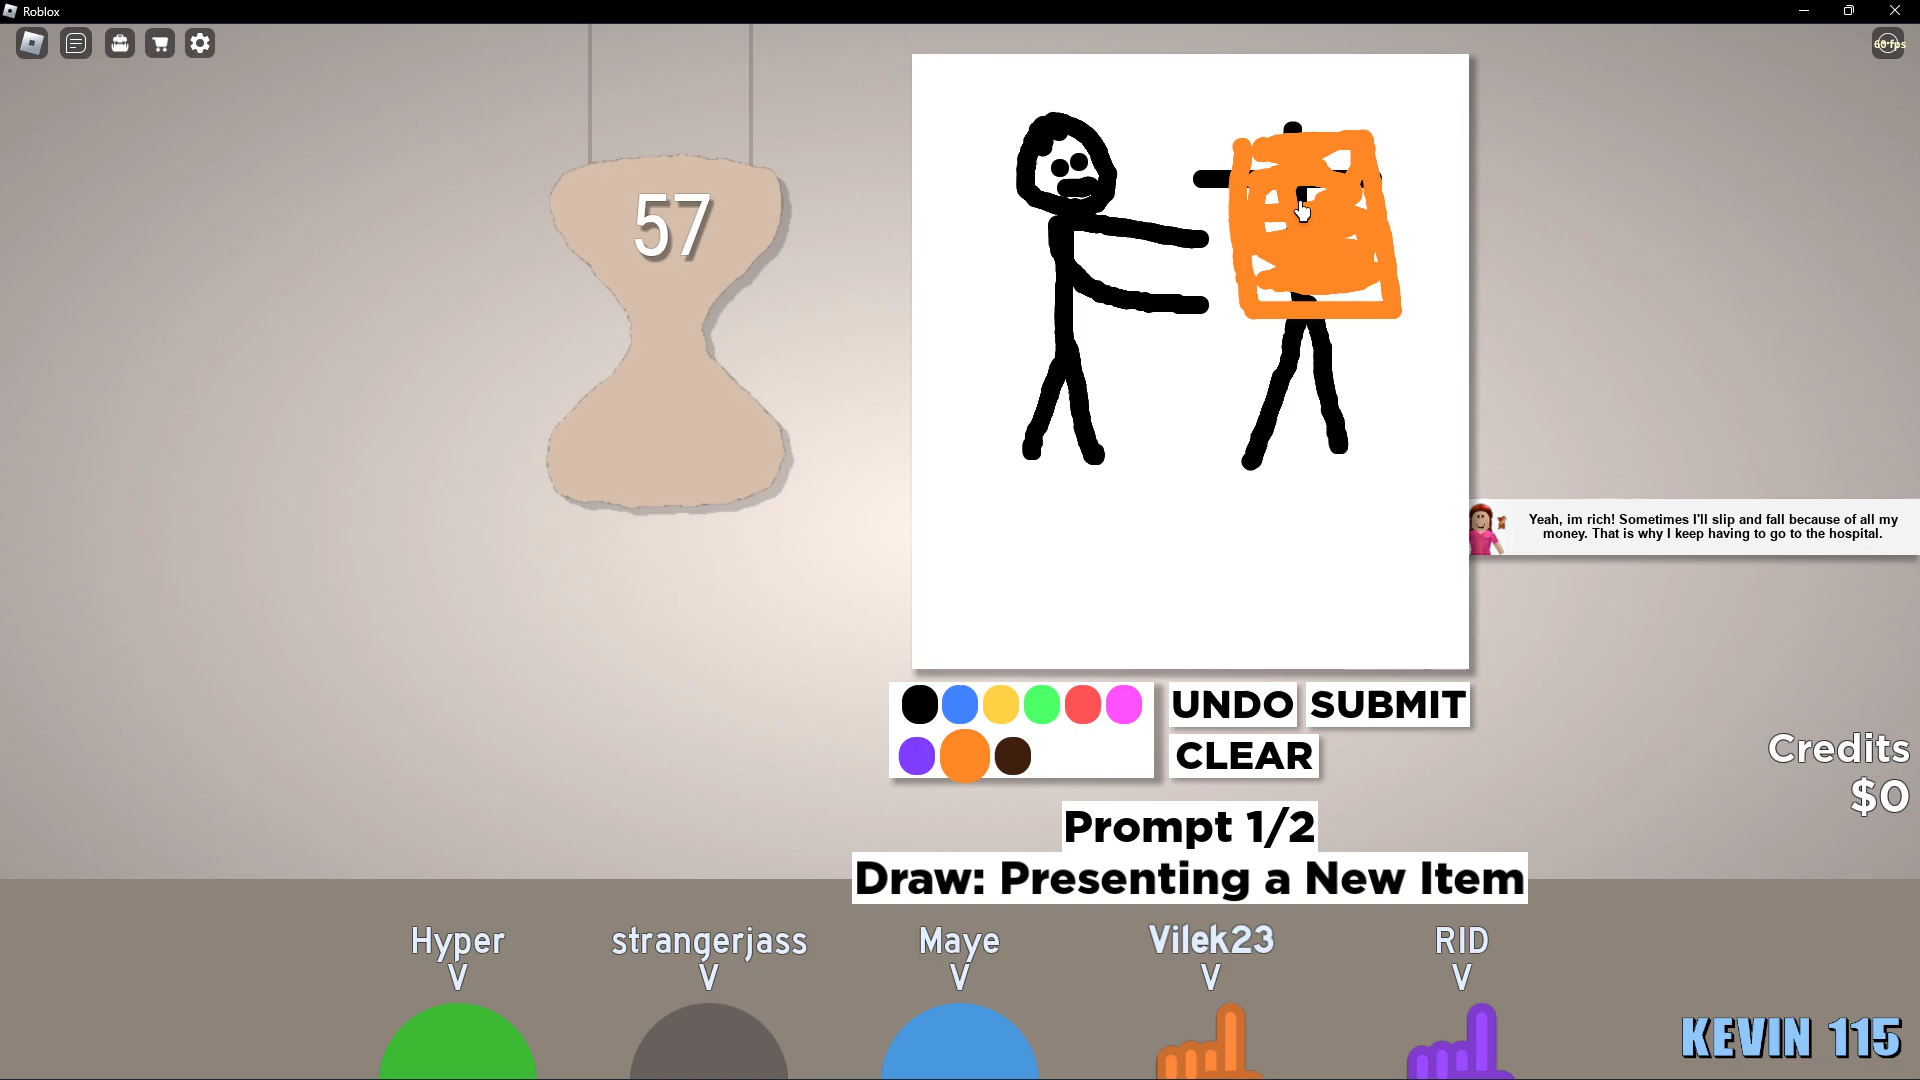 Roblox
60 fps
57
Yeah, im rich! Sometimes I'll slip and fall because of all my
money. That is why I keep having to go to the hospital.
UNDO SUBMIT
CLEAR
Credits
$0
Prompt 1/2
Draw: Presenting a New Item
Hyper
V
strangerjass
V
Maye
V
Vilek23
V
RID
V
KEVIN 115